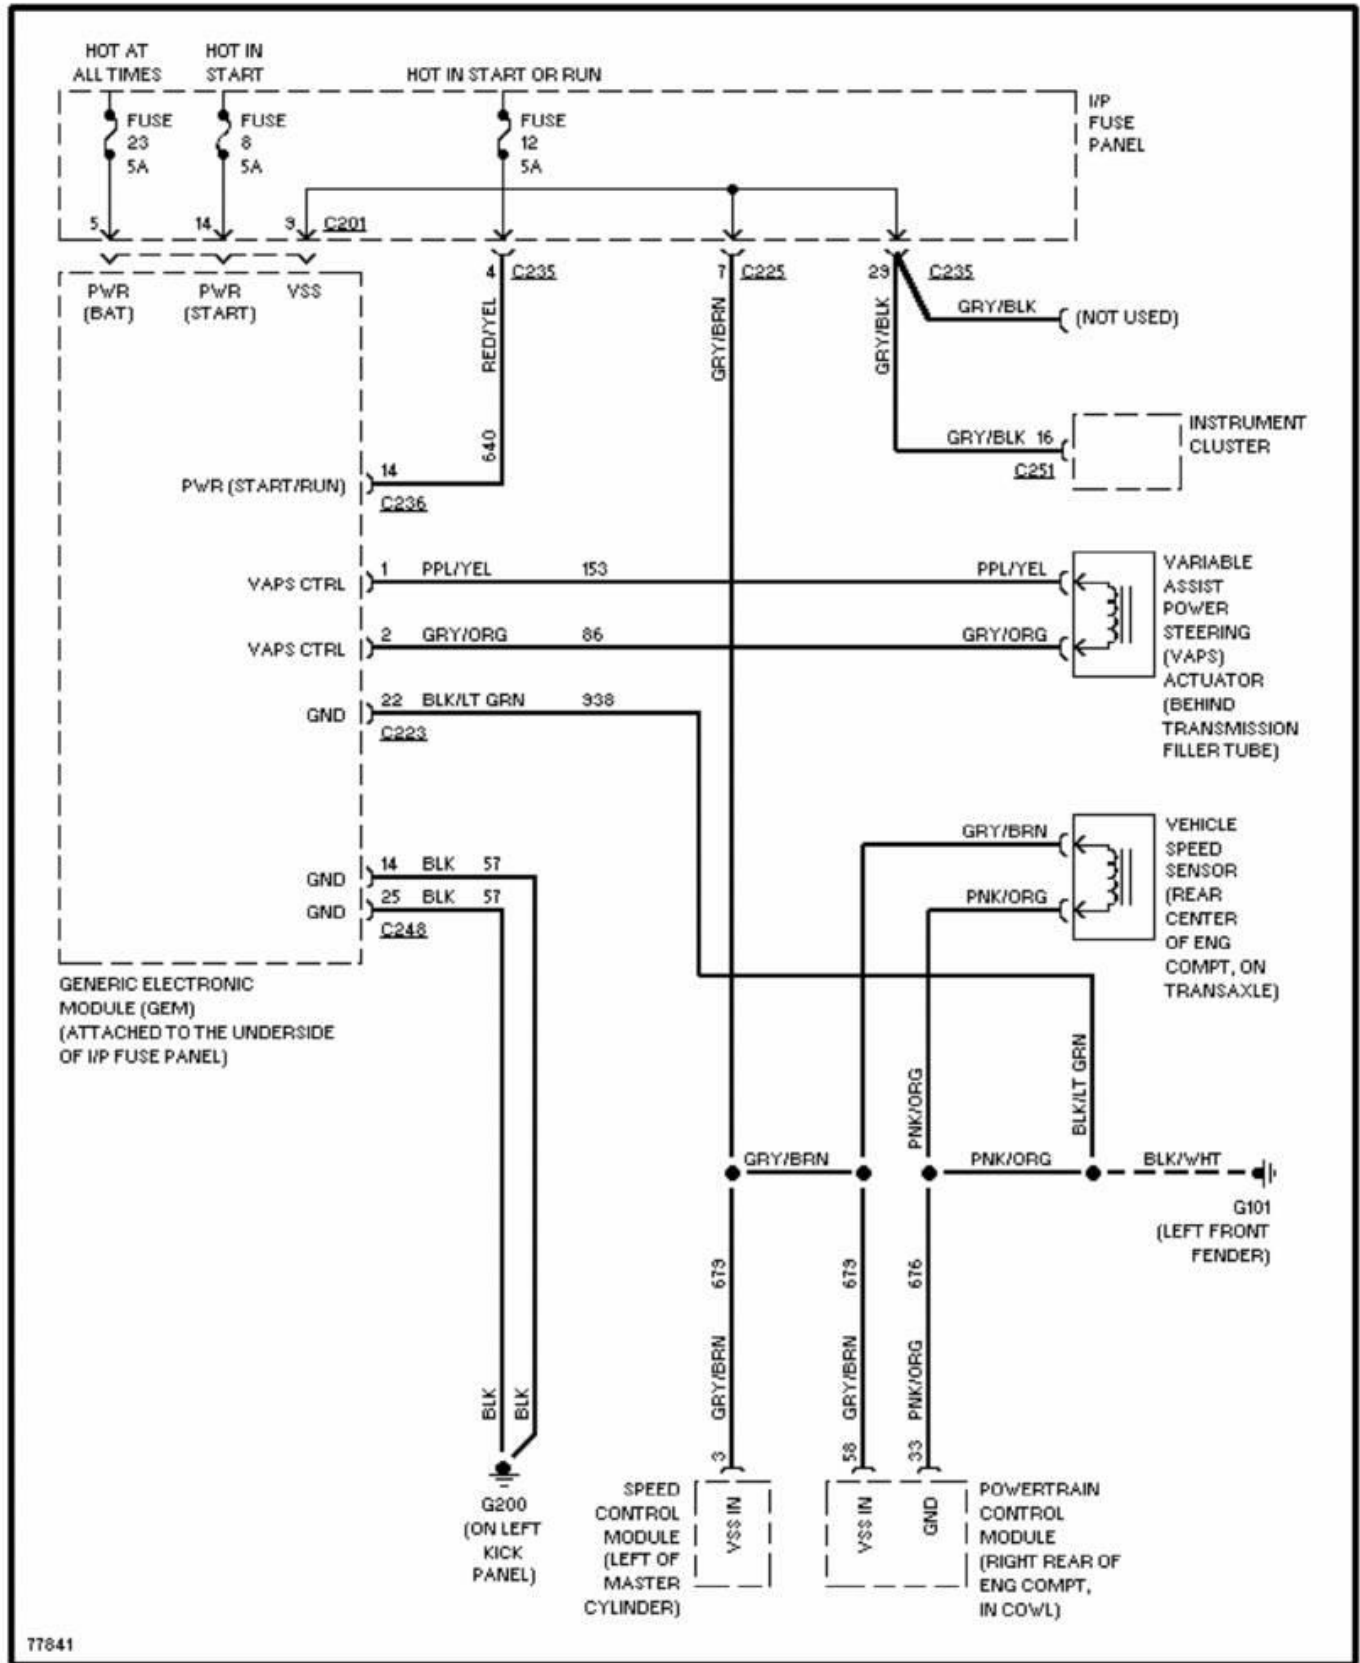 HOT AT
ALL TIMES
HOT IN
START
HOT IN START OR RUN
I/P
FUSE
PANEL
FUSE
23
5A
FUSE
8
5A
FUSE
12
5A
5
14
9
C201
PWR
(BAT)
PWR
(START)
VSS
4
C235
7
C225
29
C235
RED/YEL
640
GRY/BRN
GRY/BLK
GRY/BLK
(NOT USED)
GRY/BLK 16
C251
INSTRUMENT
CLUSTER
PWR (START/RUN)
14
C236
VAPS CTRL
1
PPL/YEL
153
PPL/YEL
VAPS CTRL
2
GRY/ORG
86
GRY/ORG
VARIABLE
ASSIST
POWER
STEERING
(VAPS)
ACTUATOR
(BEHIND
TRANSMISSION
FILLER TUBE)
GND
22
BLK/LT GRN
938
C223
GND
14
BLK
57
GND
25
BLK
57
C248
GENERIC ELECTRONIC
MODULE (GEM)
(ATTACHED TO THE UNDERSIDE
OF I/P FUSE PANEL)
GRY/BRN
PNK/ORG
VEHICLE
SPEED
SENSOR
(REAR
CENTER
OF ENG
COMPT, ON
TRANSAXLE)
PNK/ORG
BLK/LT GRN
GRY/BRN
PNK/ORG
BLK/WHT
G101
(LEFT FRONT
FENDER)
679
679
676
GRY/BRN
GRY/BRN
PNK/ORG
BLK
BLK
3
58
33
G200
(ON LEFT
KICK
PANEL)
SPEED
CONTROL
MODULE
(LEFT OF
MASTER
CYLINDER)
VSS IN
VSS IN
GND
POWERTRAIN
CONTROL
MODULE
(RIGHT REAR OF
ENG COMPT,
IN COWL)
77841